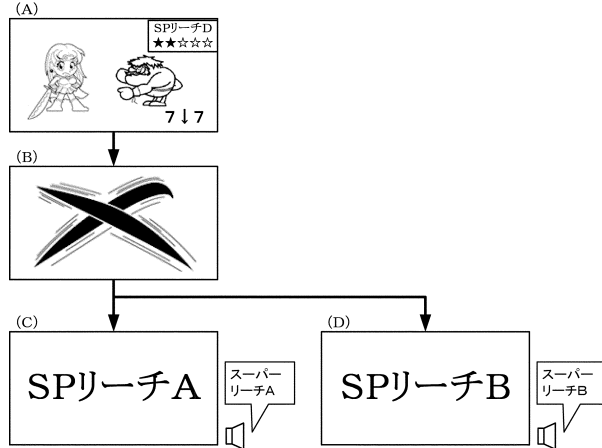 (A)
SPリーチD
★★☆☆☆
7↓7
(B)
(C)
SPリーチA
スーパー
リーチA
(D)
SPリーチB
スーパー
リーチB